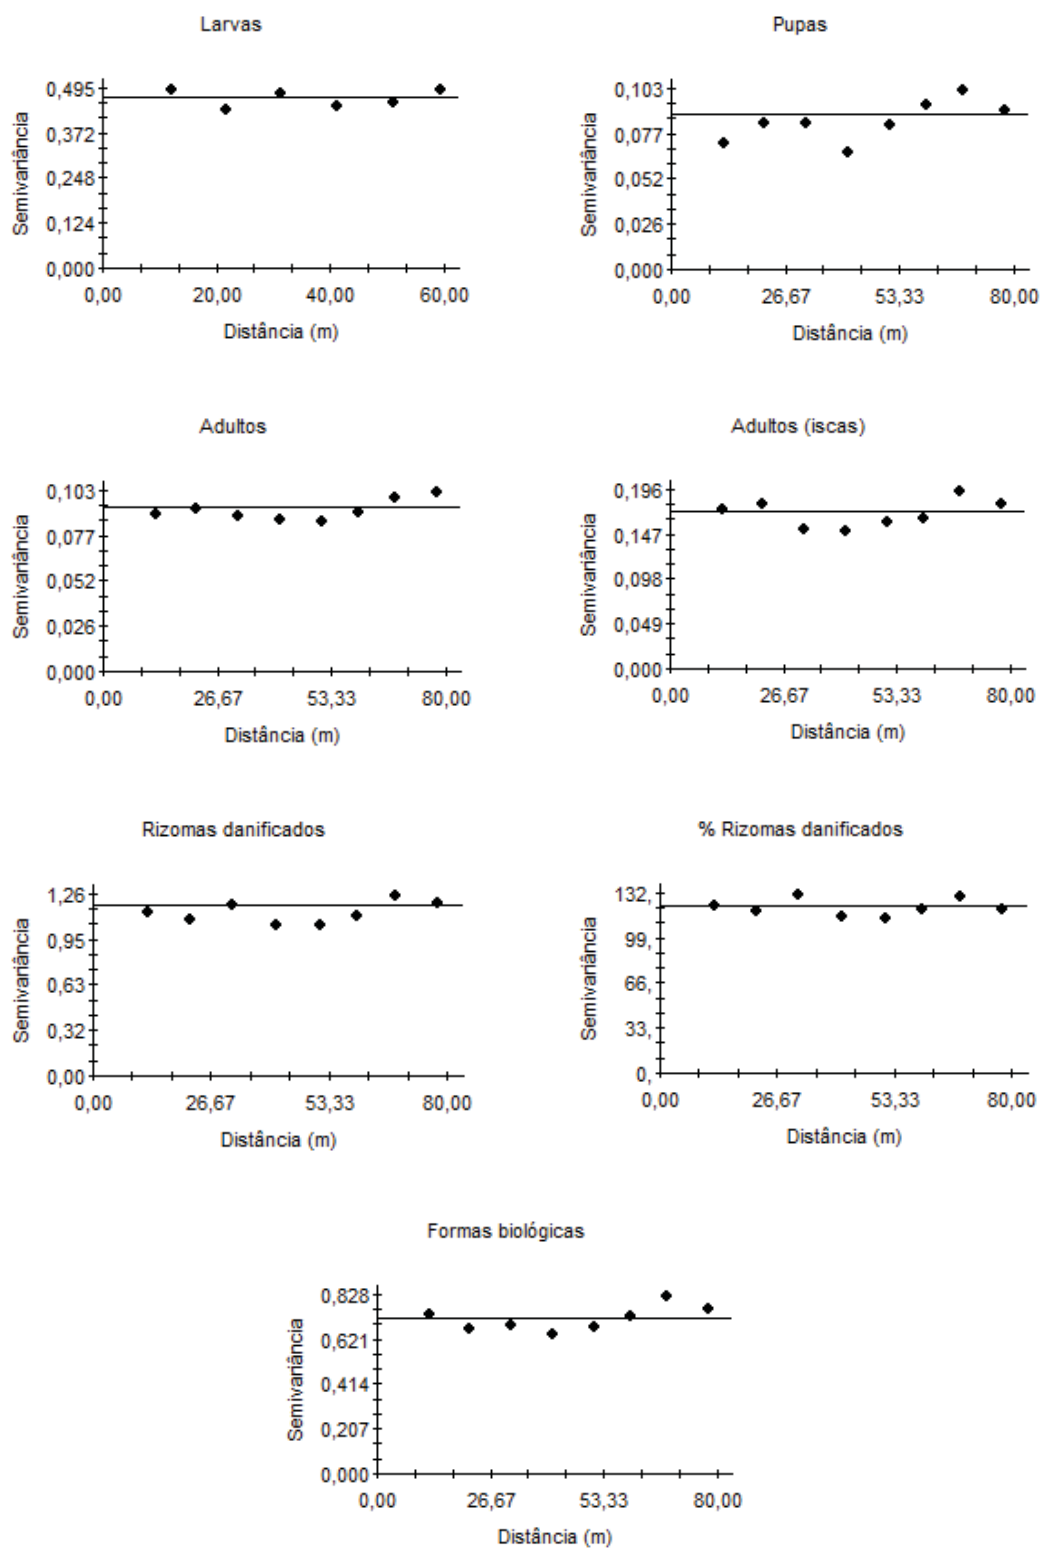 Larvas
Semivariância
0,495
0,372
0,248
0,124
0,000
0,00 20,00 40,00 60,00
Distância (m)
Pupas
Semivariância
0,103
0,077
0,052
0,026
0,000
0,00 26,67 53,33 80,00
Distância (m)
Adultos
Semivariância
0,103
0,077
0,052
0,026
0,000
0,00 26,67 53,33 80,00
Distância (m)
Adultos (iscas)
Semivariância
0,196
0,147
0,098
0,049
0,000
0,00 26,67 53,33 80,00
Distância (m)
Rizomas danificados
Semivariância
1,26
0,95
0,63
0,32
0,00
0,00 26,67 53,33 80,00
Distância (m)
% Rizomas danificados
Semivariância
132,
99,
66,
33,
0,
0,00 26,67 53,33 80,00
Distância (m)
Formas biológicas
Semivariância
0,828
0,621
0,414
0,207
0,000
0,00 26,67 53,33 80,00
Distância (m)